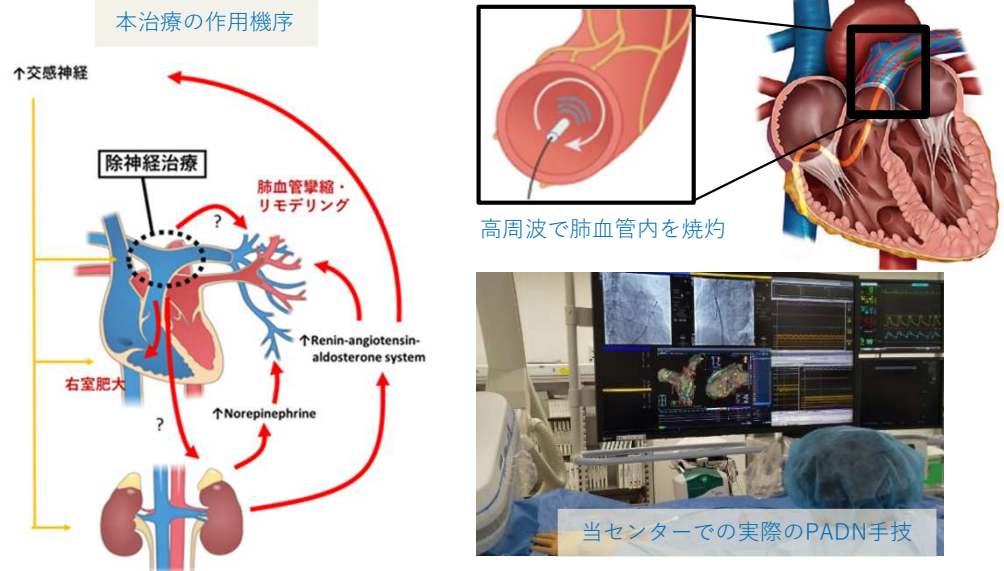 本治療の作用機序
↑交感神経
除神経治療
肺血管攣縮・
リモデリング
?
↑Renin-angiotensin-
aldosterone system
右室肥大
↑Norepinephrine
?
高周波で肺血管内を焼灼
当センターでの実際のPADN手技